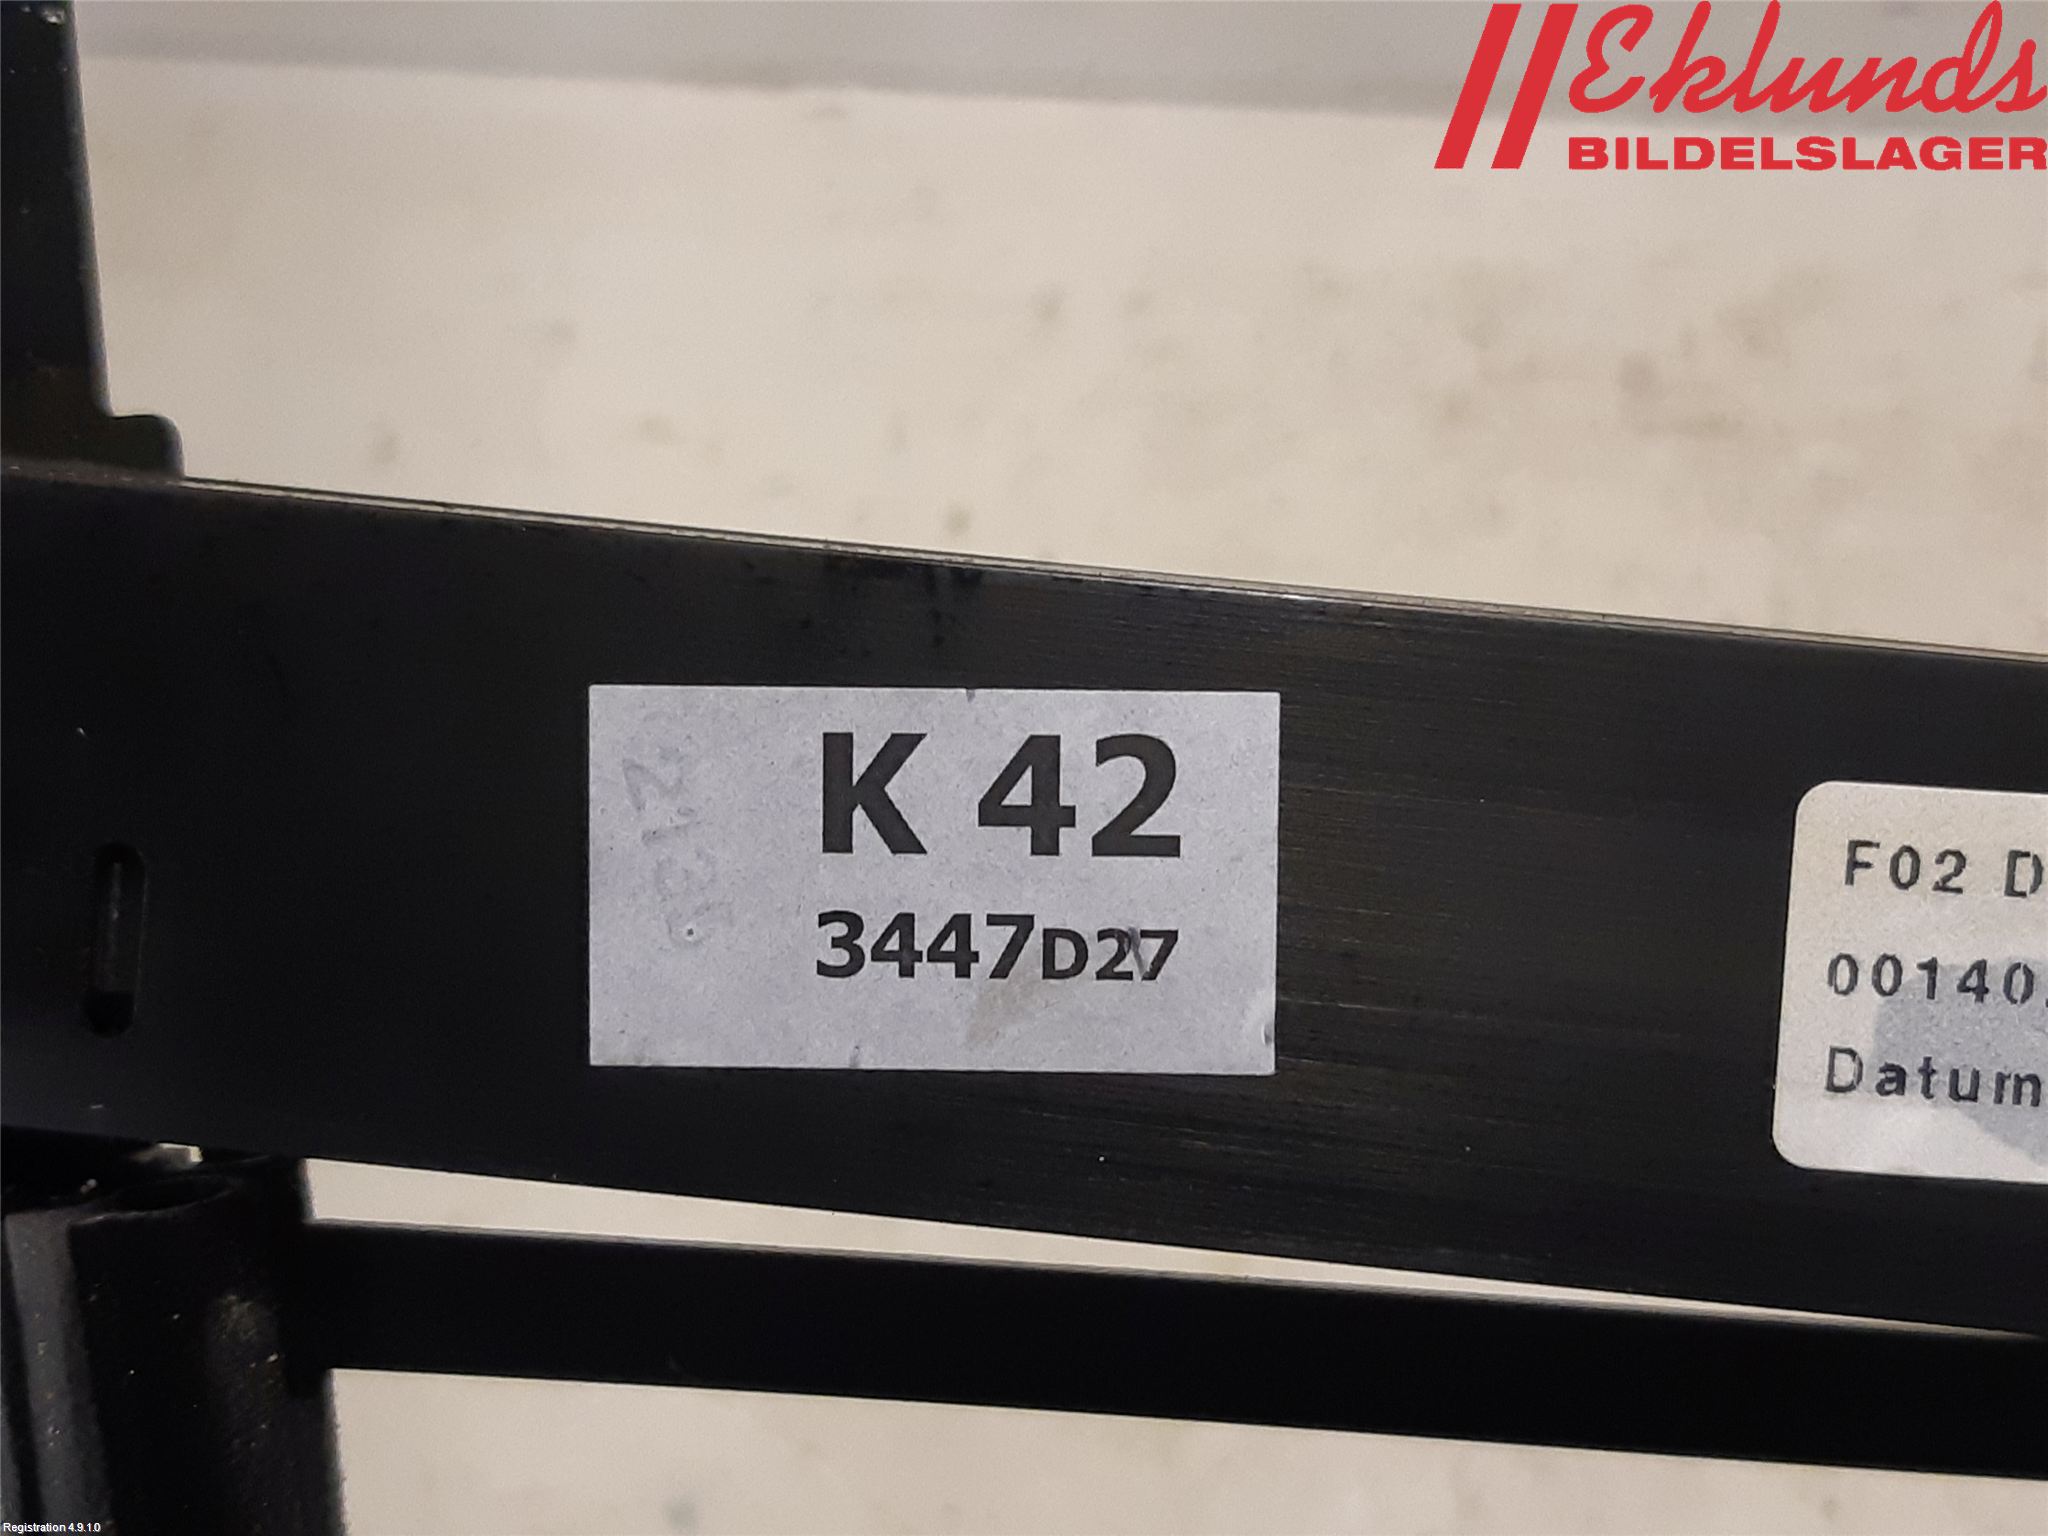 Eklunds
BILDELSLAGER
K 42
3447D27
F02 D
00140
Datum
Registration 4.9.1.0